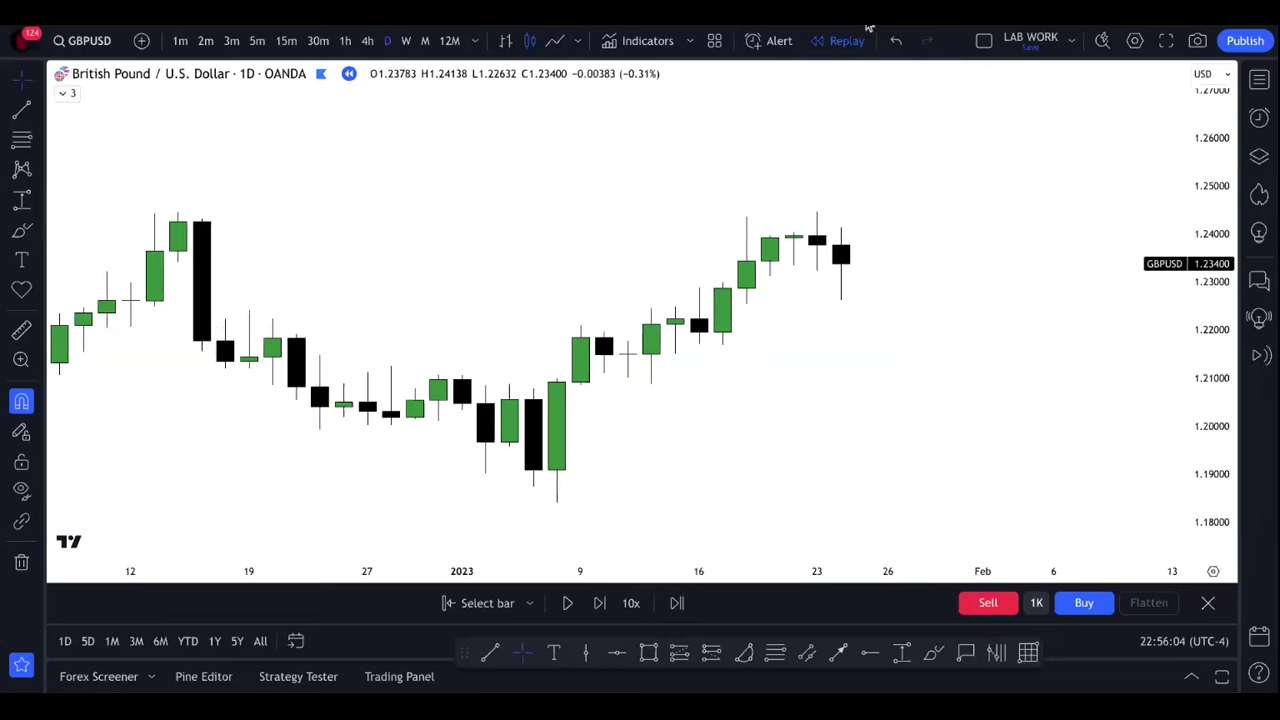 124 GBPUSD 1m 2m 3m 5m 15m 30m 1h 4h D W M 12M Indicators Alert Replay LAB WORK Save Publish
British Pound / U.S. Dollar · 1D · OANDA O1.23783 H1.24138 L1.22632 C1.23400 −0.00383 (−0.31%) USD
3
1.27000
1.26000
1.25000
1.24000
GBPUSD 1.23400
1.23000
1.22000
1.21000
1.20000
1.19000
1.18000
12 19 27 2023 9 16 23 26 Feb 6 13
Select bar 10x Sell 1K Buy Flatten
1D 5D 1M 3M 6M YTD 1Y 5Y All 22:56:04 (UTC-4)
Forex Screener Pine Editor Strategy Tester Trading Panel